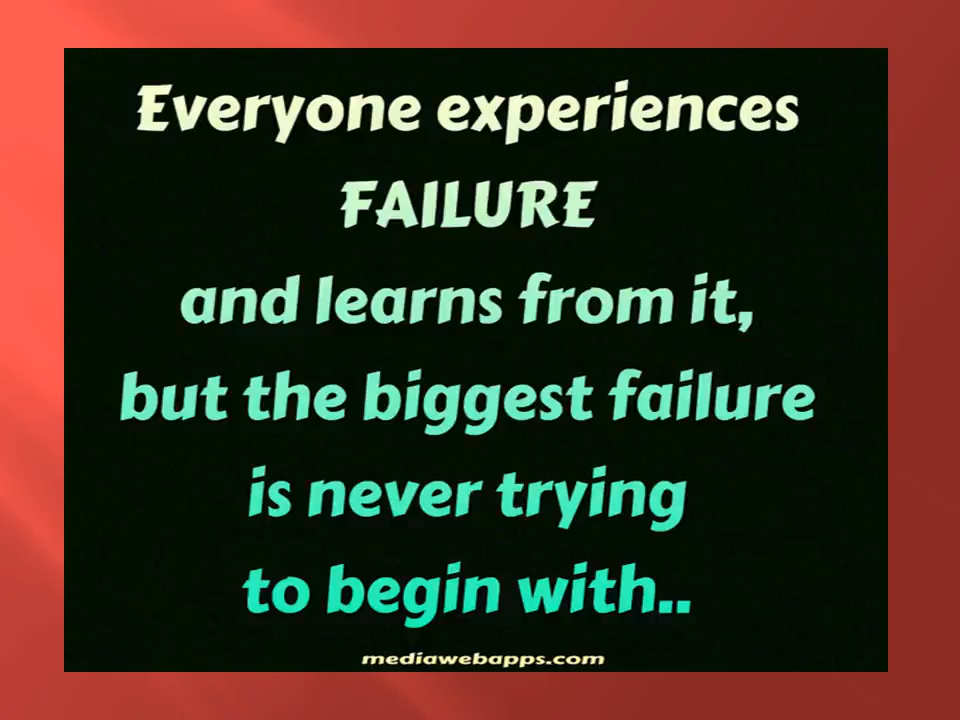 Everyone experiences
FAILURE
and learns from it,
but the biggest failure
is never trying
to begin with..
mediawebapps.com